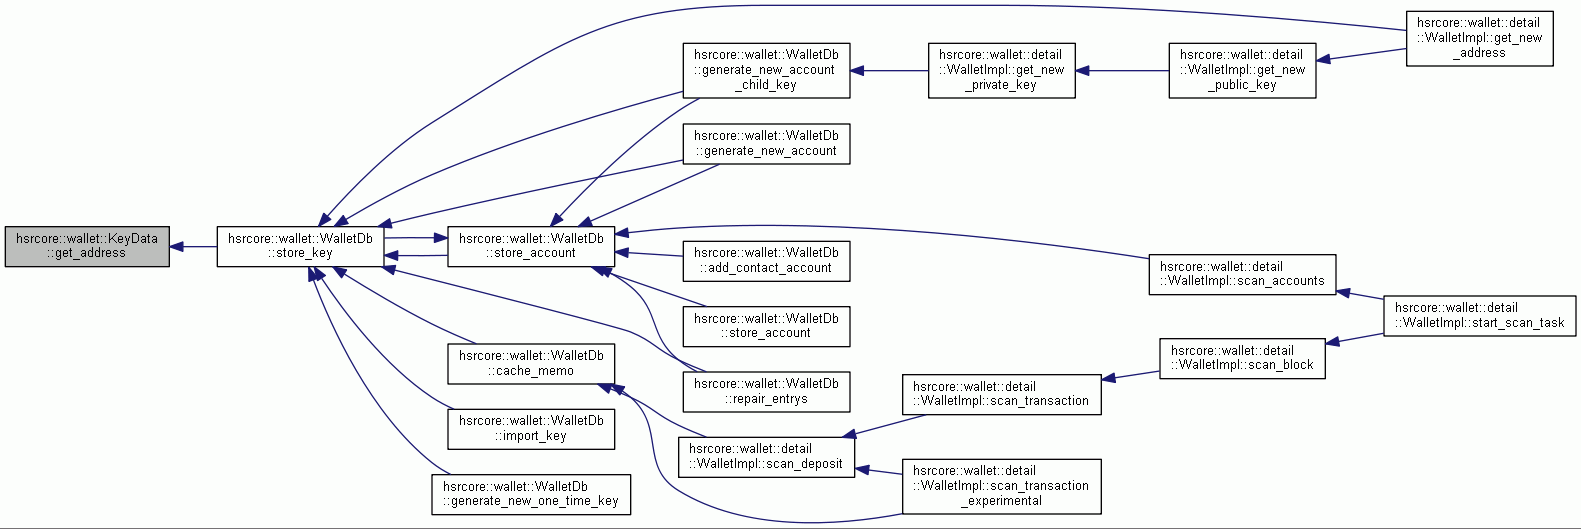 hsrcore::wallet::KeyData
::get_address
hsrcore::wallet::WalletDb
::store_key
hsrcore::wallet::WalletDb
::generate_new_account
_child_key
hsrcore::wallet::detail
::WalletImpl::get_new
_private_key
hsrcore::wallet::detail
::WalletImpl::get_new
_public_key
hsrcore::wallet::detail
::WalletImpl::get_new
_address
hsrcore::wallet::WalletDb
::generate_new_account
hsrcore::wallet::WalletDb
::store_account
hsrcore::wallet::WalletDb
::add_contact_account
hsrcore::wallet::WalletDb
::store_account
hsrcore::wallet::WalletDb
::repair_entrys
hsrcore::wallet::detail
::WalletImpl::scan_accounts
hsrcore::wallet::detail
::WalletImpl::start_scan_task
hsrcore::wallet::detail
::WalletImpl::scan_block
hsrcore::wallet::WalletDb
::cache_memo
hsrcore::wallet::detail
::WalletImpl::scan_transaction
hsrcore::wallet::WalletDb
::import_key
hsrcore::wallet::detail
::WalletImpl::scan_deposit
hsrcore::wallet::detail
::WalletImpl::scan_transaction
_experimental
hsrcore::wallet::WalletDb
::generate_new_one_time_key